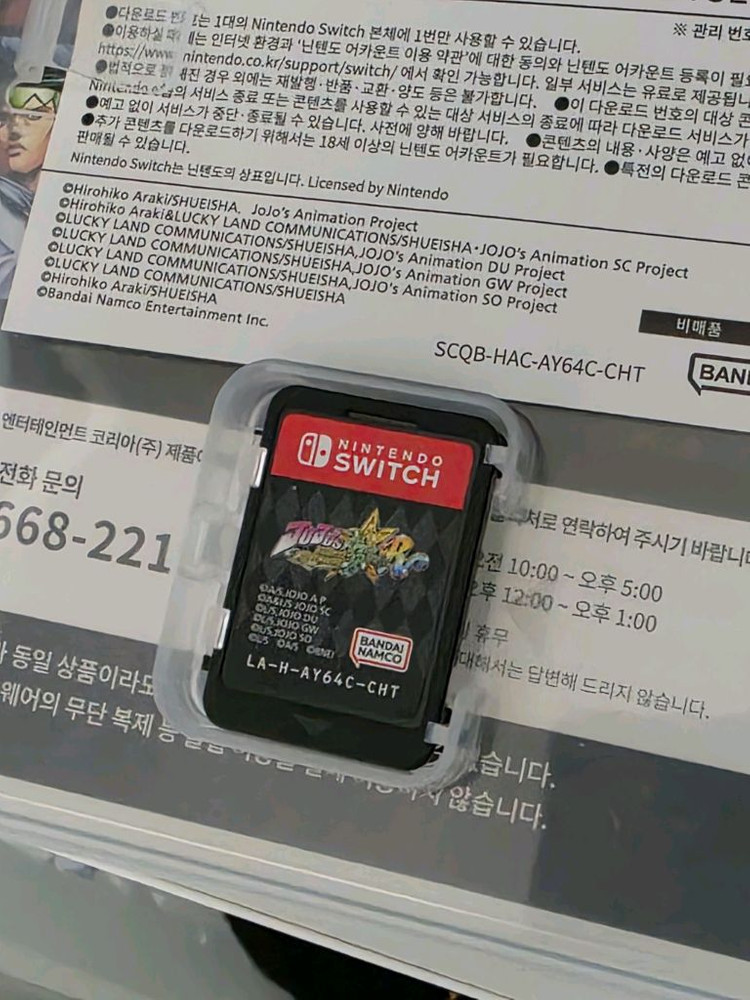 ※ 관리 번호
●다운로드 번호는 1대의 Nintendo Switch 본체에 1번만 사용할 수 있습니다.
●이용하실 때에는 인터넷 환경과 '닌텐도 어카운트 이용 약관'에 대한 동의와 닌텐도 어카운트 등록이 필요
https://www.nintendo.co.kr/support/switch/ 에서 확인 가능합니다. 일부 서비스는 유료로 제공됩니
●법적으로 경우 외에는 재발행·반품·교환·양도 등은 불가합니다. ●이 다운로드 번호의 대상 콘
Nintendo 서비스 종료 또는 콘텐츠를 사용할 수 있는 대상 서비스의 종료에 따라 다운로드 서비스가
●예고 없이 서비스가 중단·종료될 수 있습니다. 사전에 양해 바랍니다. ●콘텐츠의 내용·사양은 예고 없이
●추가 콘텐츠를 다운로드하기 위해서는 18세 이상의 닌텐도 어카운트가 필요합니다. ●특전의 다운로드 콘
판매될 수 있습니다.
Nintendo Switch는 닌텐도의 상표입니다. Licensed by Nintendo
©Hirohiko Araki/SHUEISHA, JoJo's Animation Project
©Hirohiko Araki&LUCKY LAND COMMUNICATIONS/SHUEISHA・JOJO's Animation SC Project
©LUCKY LAND COMMUNICATIONS/SHUEISHA,JOJO's Animation DU Project
©LUCKY LAND COMMUNICATIONS/SHUEISHA,JOJO's Animation GW Project
©LUCKY LAND COMMUNICATIONS/SHUEISHA,JOJO's Animation SO Project
©LUCKY LAND COMMUNICATIONS/SHUEISHA
©Hirohiko Araki/SHUEISHA
©Bandai Namco Entertainment Inc.
비매품
SCQB-HAC-AY64C-CHT
BAN
엔터테인먼트 코리아(주) 제품
전화 문의
668-221
로 연락하여 주시기 바랍니
오전 10:00 ~ 오후 5:00
오후 12:00 ~ 오후 1:00
휴무
대해서는 답변해 드리지 않습니다.
동일 상품이라도
웨어의 무단 복제 등
습니다.
않습니다.
NINTENDO
SWITCH
JOJO'S
©A/S,JOJO A P
©A&L/S JOJO SC
©L/S,JOJO DU
©L/S,JOJO GW
©L/S,JOJO SO
©L/S ©A/S ©BNEI
BANDAI
NAMCO
LA-H-AY64C-CHT